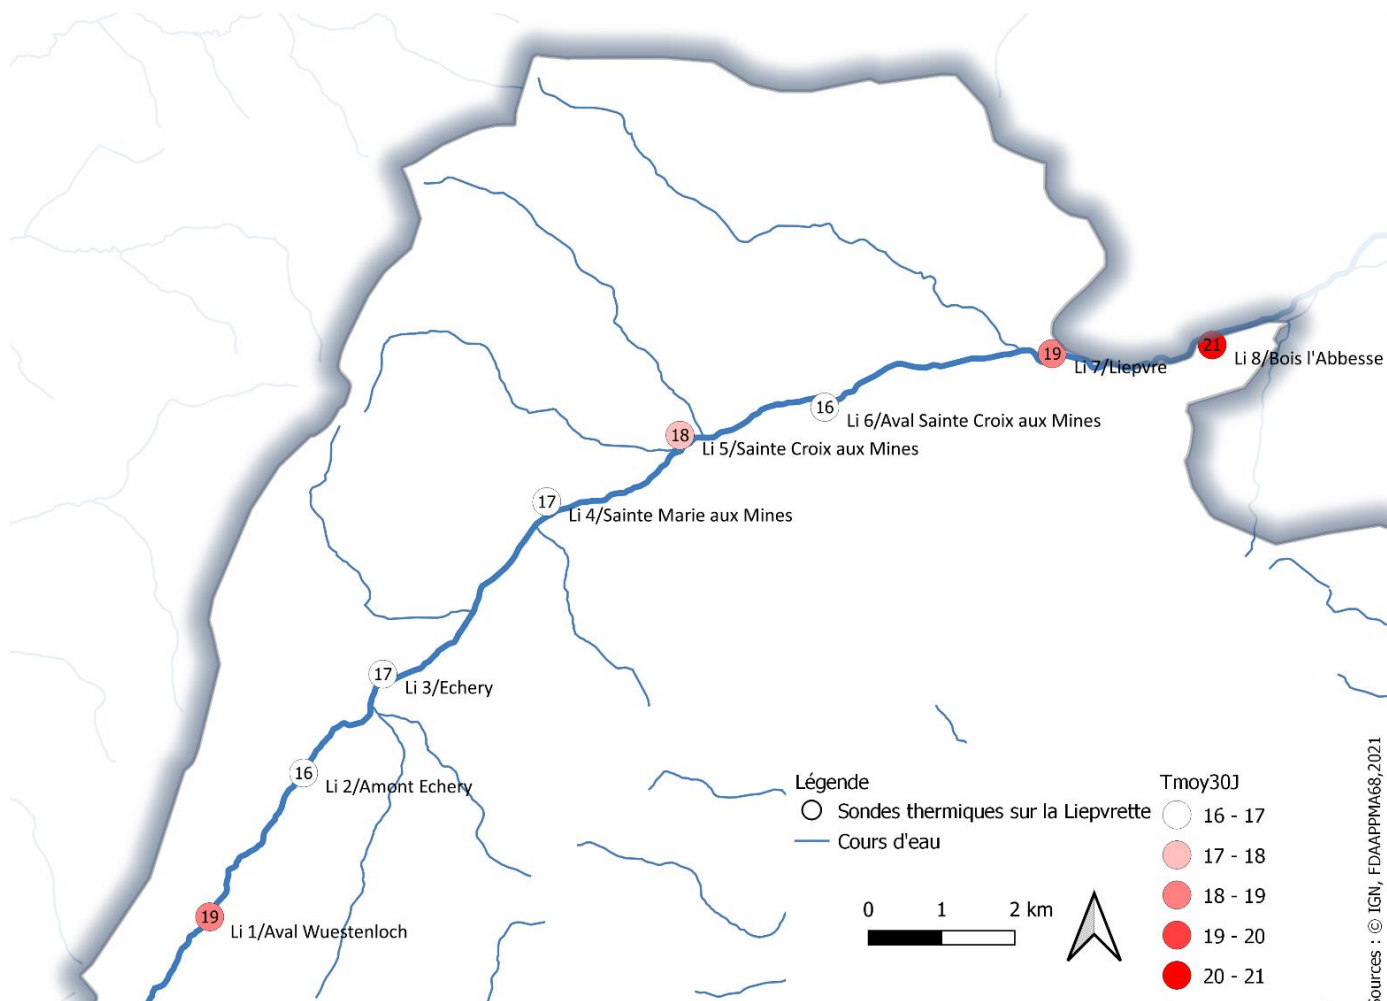 21
Li 8/Bois l'Abbesse
19
Li 7/Liepvre
16
Li 6/Aval Sainte Croix aux Mines
18
Li 5/Sainte Croix aux Mines
17
Li 4/Sainte Marie aux Mines
17
Li 3/Echery
16
Li 2/Amont Echery
19
Li 1/Aval Wuestenloch
Légende
Sondes thermiques sur la Liepvrette
Cours d'eau
0 1 2 km
Tmoy30J
16 - 17
17 - 18
18 - 19
19 - 20
20 - 21
Sources : © IGN, FDAAPPMA68,2021